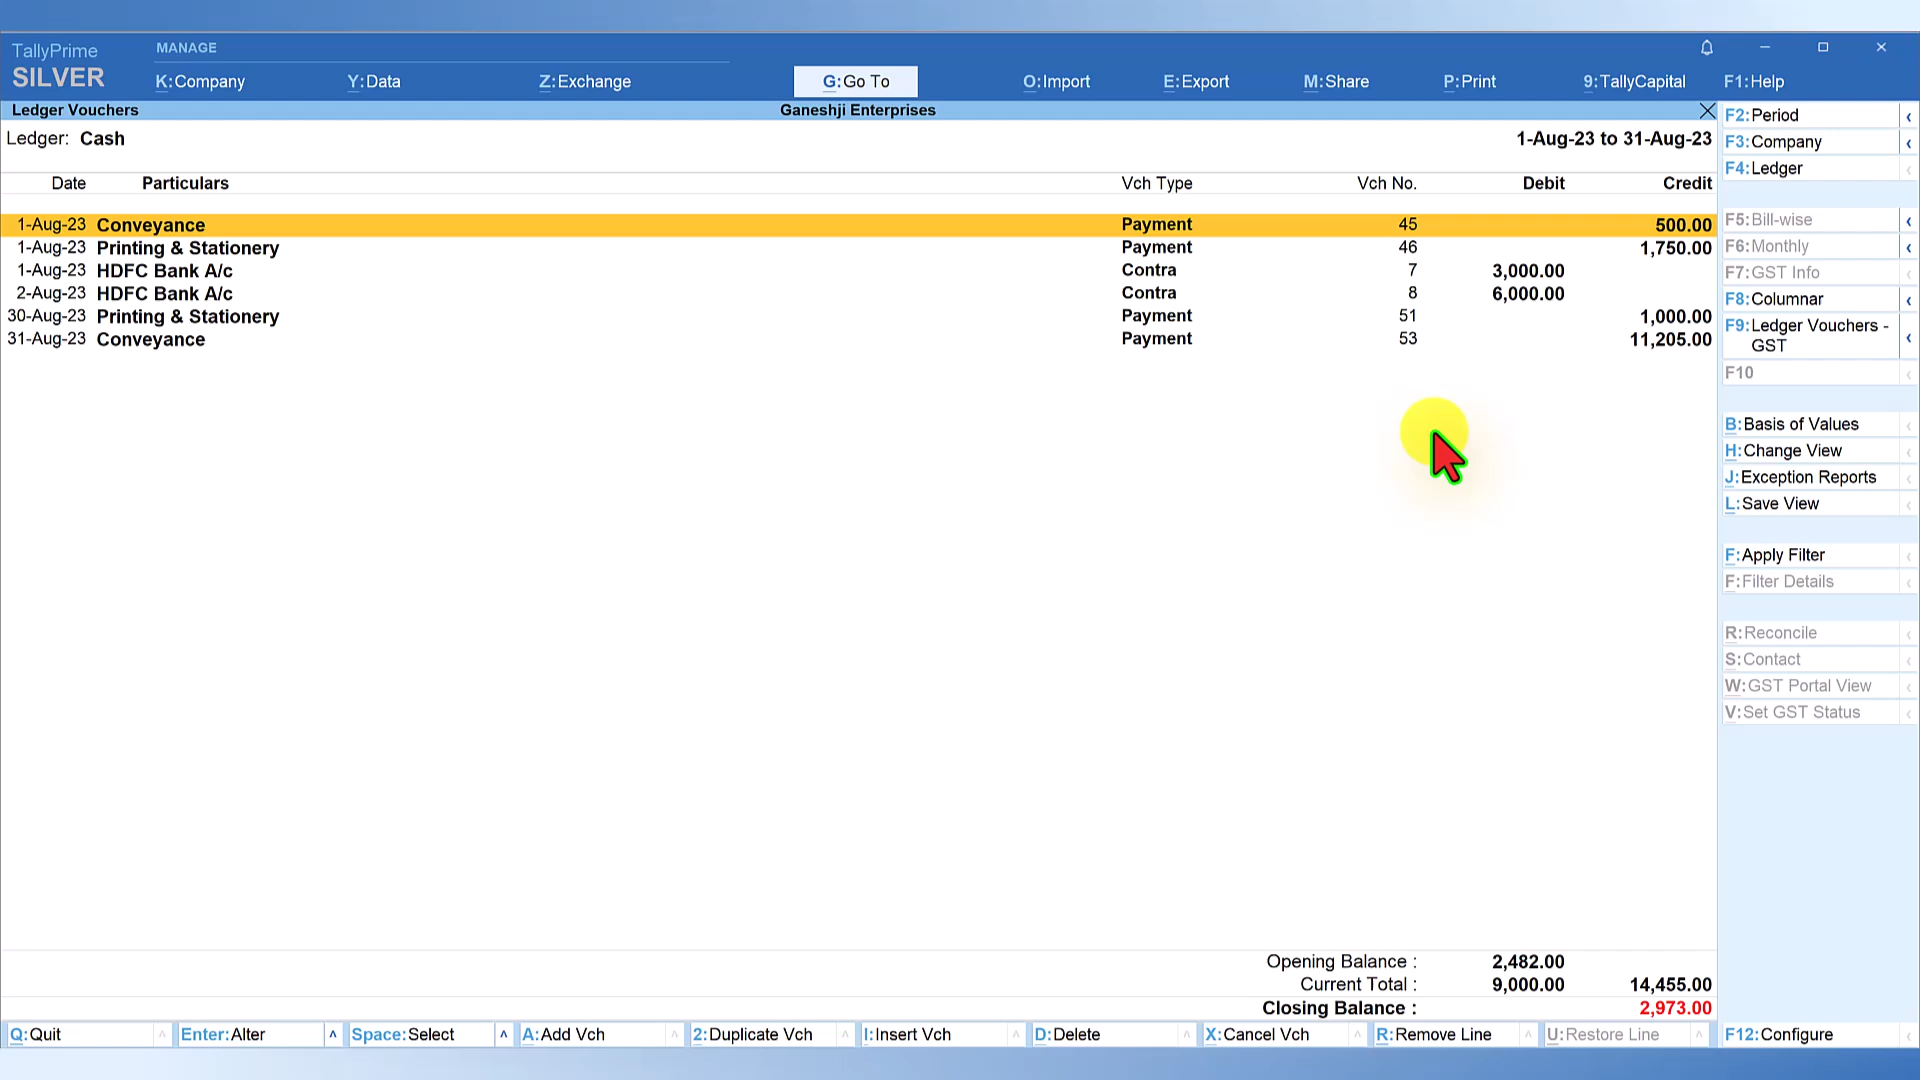 TallyPrime
SILVER
MANAGE
K:Company Y:Data Z:Exchange G:Go To O:Import E:Export M:Share P:Print 9:TallyCapital F1:Help
Ledger Vouchers Ganeshji Enterprises
Ledger: Cash 1-Aug-23 to 31-Aug-23
Date Particulars Vch Type Vch No. Debit Credit
1-Aug-23 Conveyance Payment 45 500.00
1-Aug-23 Printing & Stationery Payment 46 1,750.00
1-Aug-23 HDFC Bank A/c Contra 7 3,000.00
2-Aug-23 HDFC Bank A/c Contra 8 6,000.00
30-Aug-23 Printing & Stationery Payment 51 1,000.00
31-Aug-23 Conveyance Payment 53 11,205.00
Opening Balance : 2,482.00
Current Total : 9,000.00 14,455.00
Closing Balance : 2,973.00
F2:Period
F3:Company
F4:Ledger
F5:Bill-wise
F6:Monthly
F7:GST Info
F8:Columnar
F9:Ledger Vouchers -
GST
F10
B:Basis of Values
H:Change View
J:Exception Reports
L:Save View
F:Apply Filter
F:Filter Details
R:Reconcile
S:Contact
W:GST Portal View
V:Set GST Status
Q:Quit Enter:Alter Space:Select A:Add Vch 2:Duplicate Vch I:Insert Vch D:Delete X:Cancel Vch R:Remove Line U:Restore Line F12:Configure